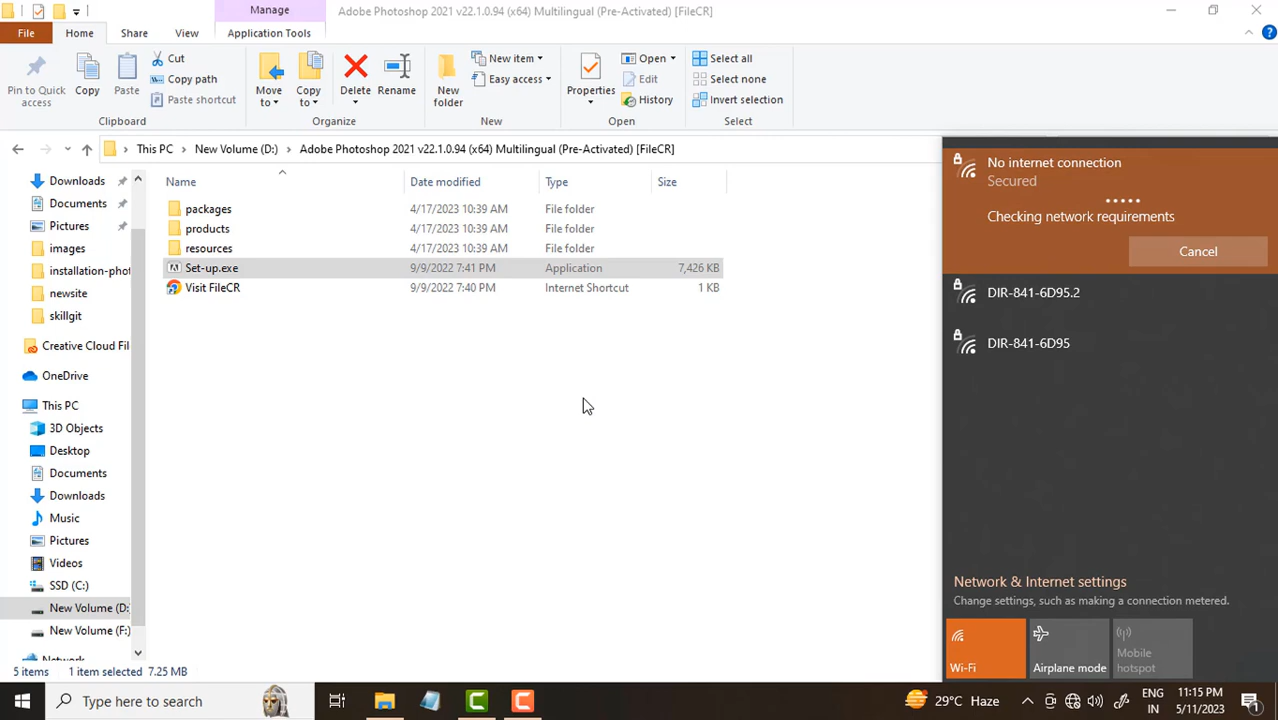 Manage
Adobe Photoshop 2021 v22.1.0.94 (x64) Multilingual (Pre-Activated) [FileCR]
File
Home
Share
View
Application Tools
Pin to Quick access
Copy
Paste
Cut
Copy path
Paste shortcut
Clipboard
Move to
Copy to
Delete
Rename
Organize
New folder
New item
Easy access
New
Properties
Open
Edit
History
Open
Select all
Select none
Invert selection
Select
This PC
New Volume (D:)
Adobe Photoshop 2021 v22.1.0.94 (x64) Multilingual (Pre-Activated) [FileCR]
Name
Date modified
Type
Size
packages 4/17/2023 10:39 AM File folder
products 4/17/2023 10:39 AM File folder
resources 4/17/2023 10:39 AM File folder
Set-up.exe 9/9/2022 7:41 PM Application 7,426 KB
Visit FileCR 9/9/2022 7:40 PM Internet Shortcut 1 KB
Downloads
Documents
Pictures
images
installation-phot
newsite
skillgit
Creative Cloud Fil
OneDrive
This PC
3D Objects
Desktop
Documents
Downloads
Music
Pictures
Videos
SSD (C:)
New Volume (D:
New Volume (F:)
Network
5 items
1 item selected 7.25 MB
No internet connection
Secured
Checking network requirements
Cancel
DIR-841-6D95.2
DIR-841-6D95
Network & Internet settings
Change settings, such as making a connection metered.
Wi-Fi
Airplane mode
Mobile hotspot
Type here to search
29°C Haze
ENG
IN
11:15 PM
5/11/2023
1